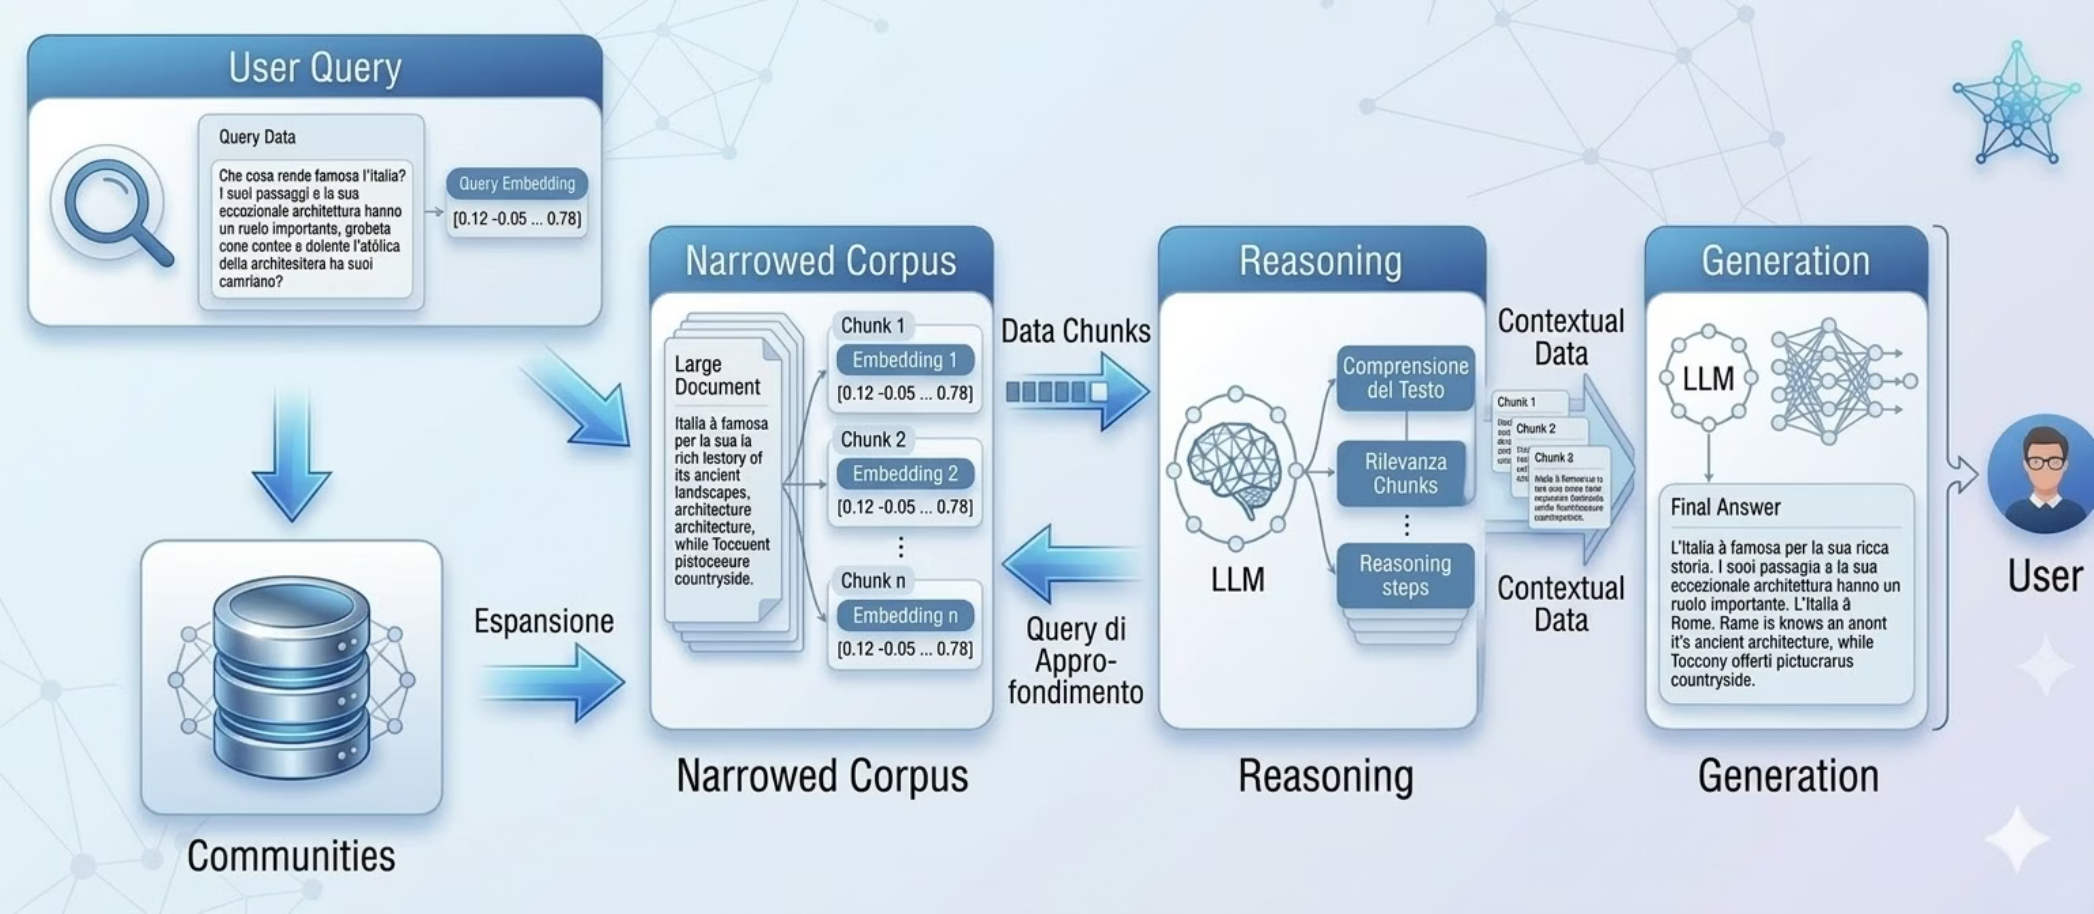 User Query
Query Data
Che cosa rende famosa l'italia?
I suoi passaggi e la sua
eccozionale architettura hanno
un ruelo importants, grobeta
cone contee e dolente l'atólica
della architesitera ha suoi
camriano?
Query Embedding
[0.12 -0.05 ... 0.78]
Communities
Espansione
Narrowed Corpus
Large
Document
Italia à famosa
per la sua ia
rich lestory of
its ancient
landscapes,
architecture
architecture,
while Toccuent
pistoceeure
countryside.
Chunk 1
Embedding 1
[0.12 -0.05 ... 0.78]
Chunk 2
Embedding 2
[0.12 -0.05 ... 0.78]
Chunk n
Embedding n
[0.12 -0.05 ... 0.78]
Narrowed Corpus
Data Chunks
Query di
Appro-
fondimento
Reasoning
LLM
Comprensione
del Testo
Rilevanza
Chunks
Reasoning
steps
Reasoning
Contextual
Data
Chunk 1
Chunk 2
Chunk 3
Contextual
Data
Generation
LLM
Final Answer
L'Italia à famosa per la sua ricca
storia. I sooi passagia a la sua
eccezionale architettura hanno un
ruolo importante. L'Italla â
Rome. Rame is knows an anont
it's ancient architecture, while
Toccony offerti pictucrarus
countryside.
Generation
User